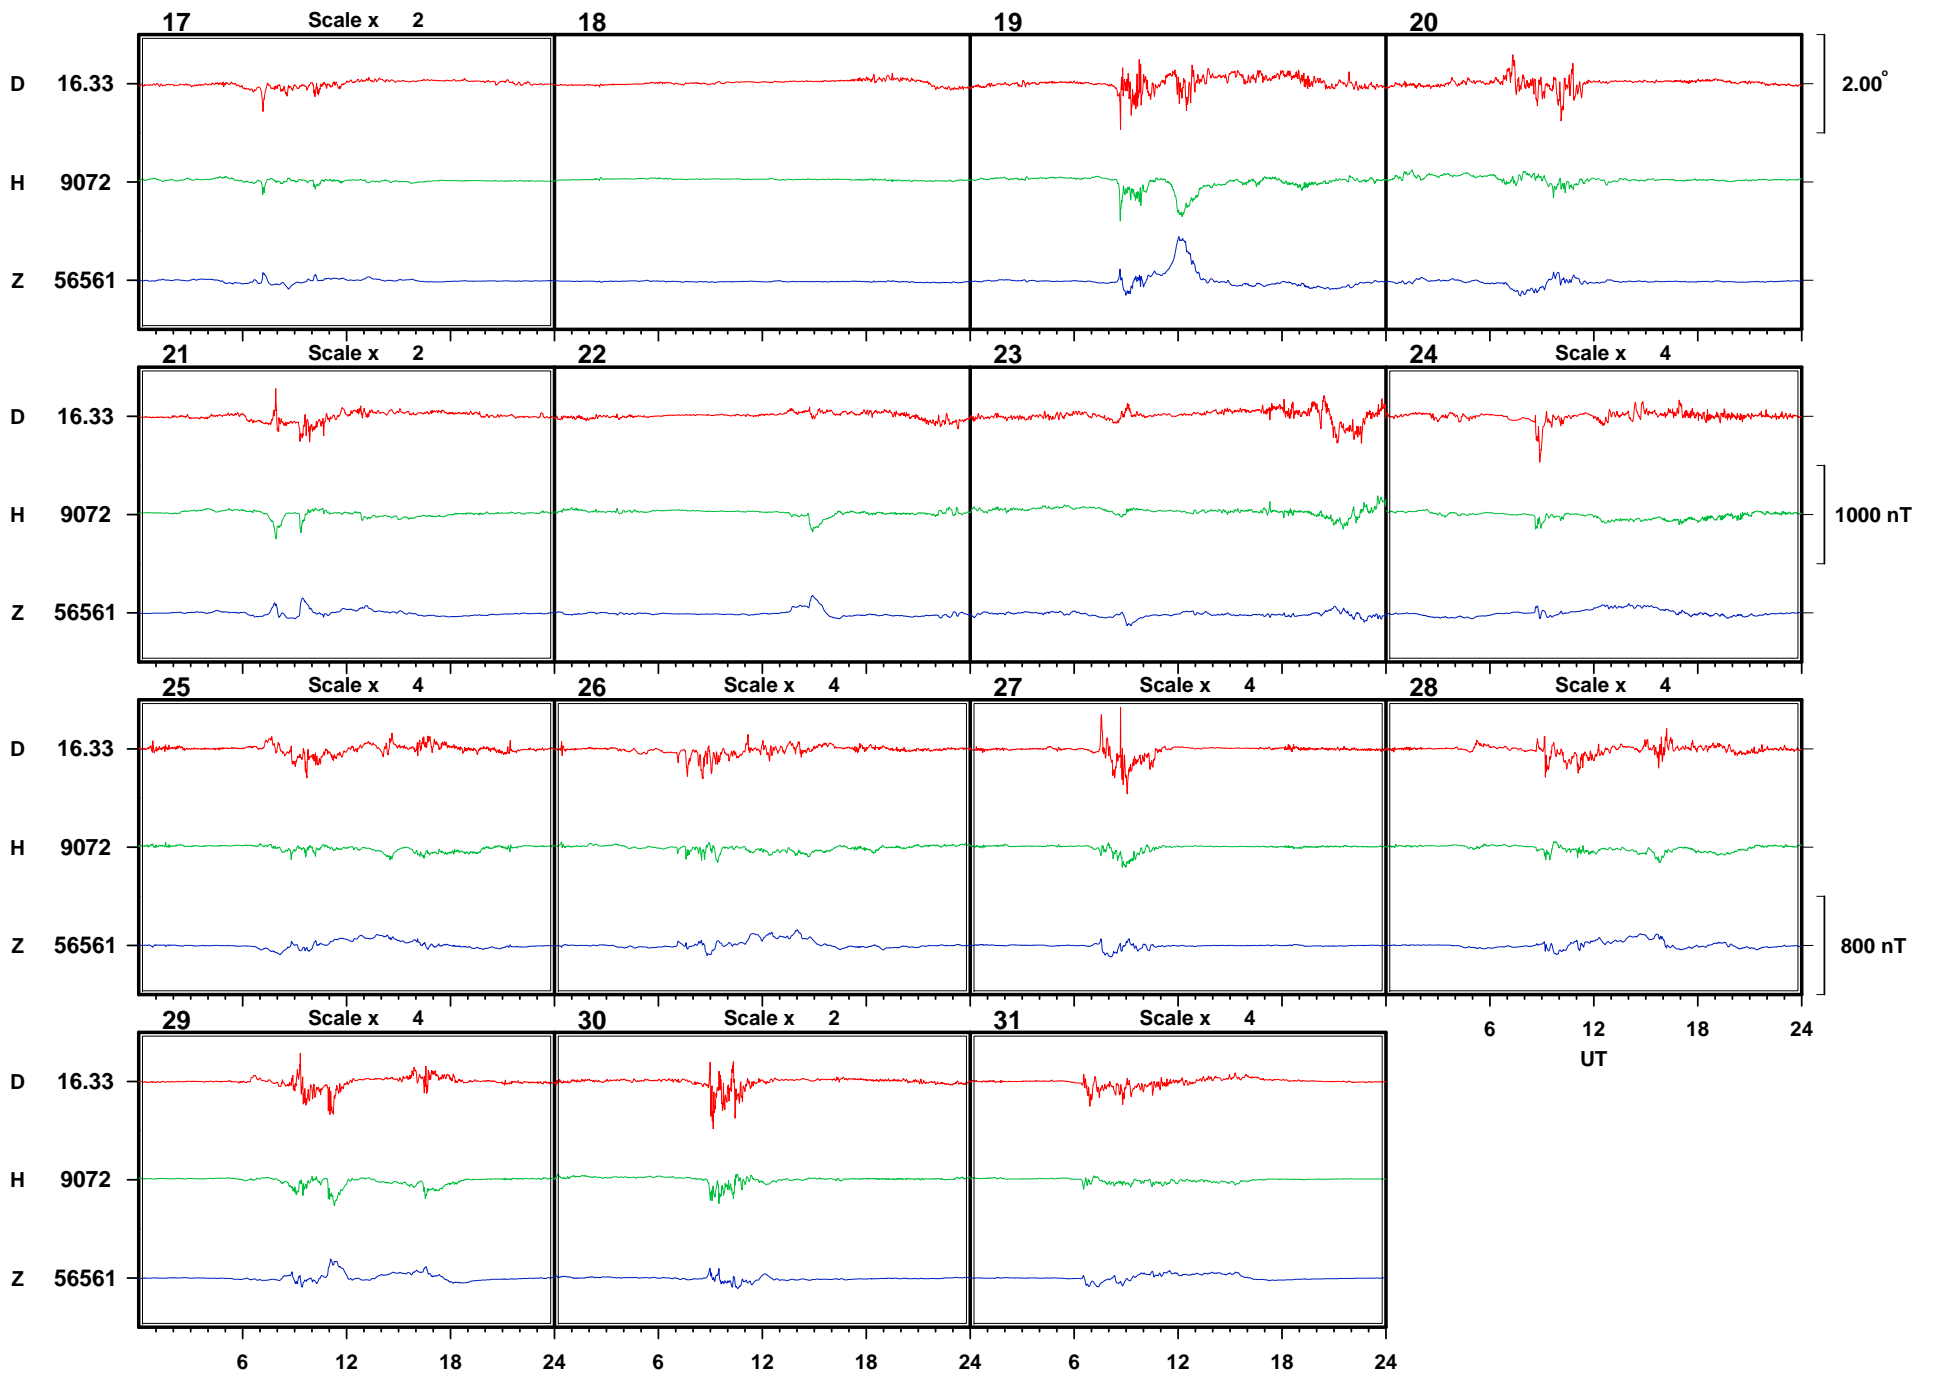 17 Scale x 2 18 19 20
D 16.33 2.00°
H 9072
Z 56561
21 Scale x 2 22 23 24 Scale x 4
D 16.33
H 9072 1000 nT
Z 56561
25 Scale x 4 26 Scale x 4 27 Scale x 4 28 Scale x 4
D 16.33
H 9072
Z 56561 800 nT
29 Scale x 4 30 Scale x 2 31 Scale x 4 6 12 18 24
UT
D 16.33
H 9072
Z 56561
6 12 18 24 6 12 18 24 6 12 18 24